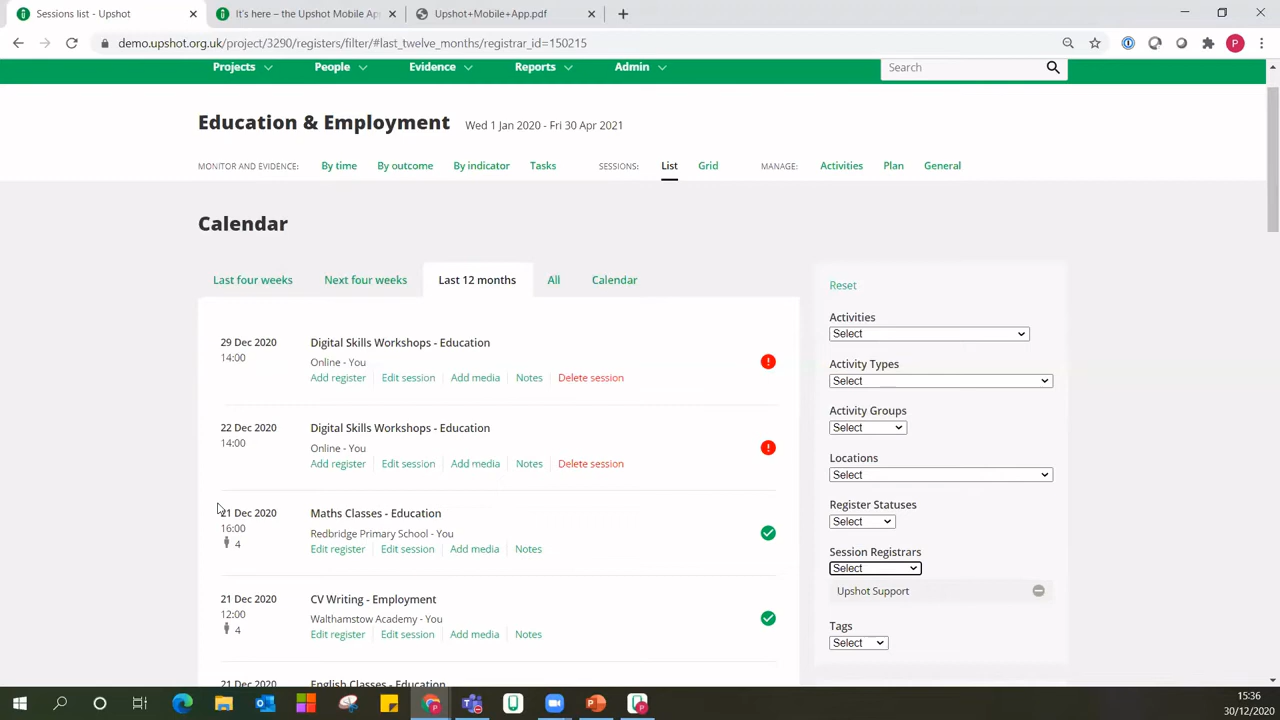 Sessions list - Upshot
It's here – the Upshot Mobile Ap
Upshot+Mobile+App.pdf
demo.upshot.org.uk/project/3290/registers/filter/#last_twelve_months/registrar_id=150215
P
Projects People Evidence Reports Admin Search
Education & Employment Wed 1 Jan 2020 - Fri 30 Apr 2021
MONITOR AND EVIDENCE: By time By outcome By indicator Tasks SESSIONS: List Grid MANAGE: Activities Plan General
Calendar
Last four weeks Next four weeks Last 12 months All Calendar
29 Dec 2020 Digital Skills Workshops - Education
14:00
Online - You
Add register Edit session Add media Notes Delete session
22 Dec 2020 Digital Skills Workshops - Education
14:00
Online - You
Add register Edit session Add media Notes Delete session
21 Dec 2020 Maths Classes - Education
16:00
Redbridge Primary School - You
4
Edit register Edit session Add media Notes
21 Dec 2020 CV Writing - Employment
12:00
Walthamstow Academy - You
4
Edit register Edit session Add media Notes
21 Dec 2020 English Classes - Education
Reset
Activities
Select
Activity Types
Select
Activity Groups
Select
Locations
Select
Register Statuses
Select
Session Registrars
Select
Upshot Support
Tags
Select
15:36
30/12/2020